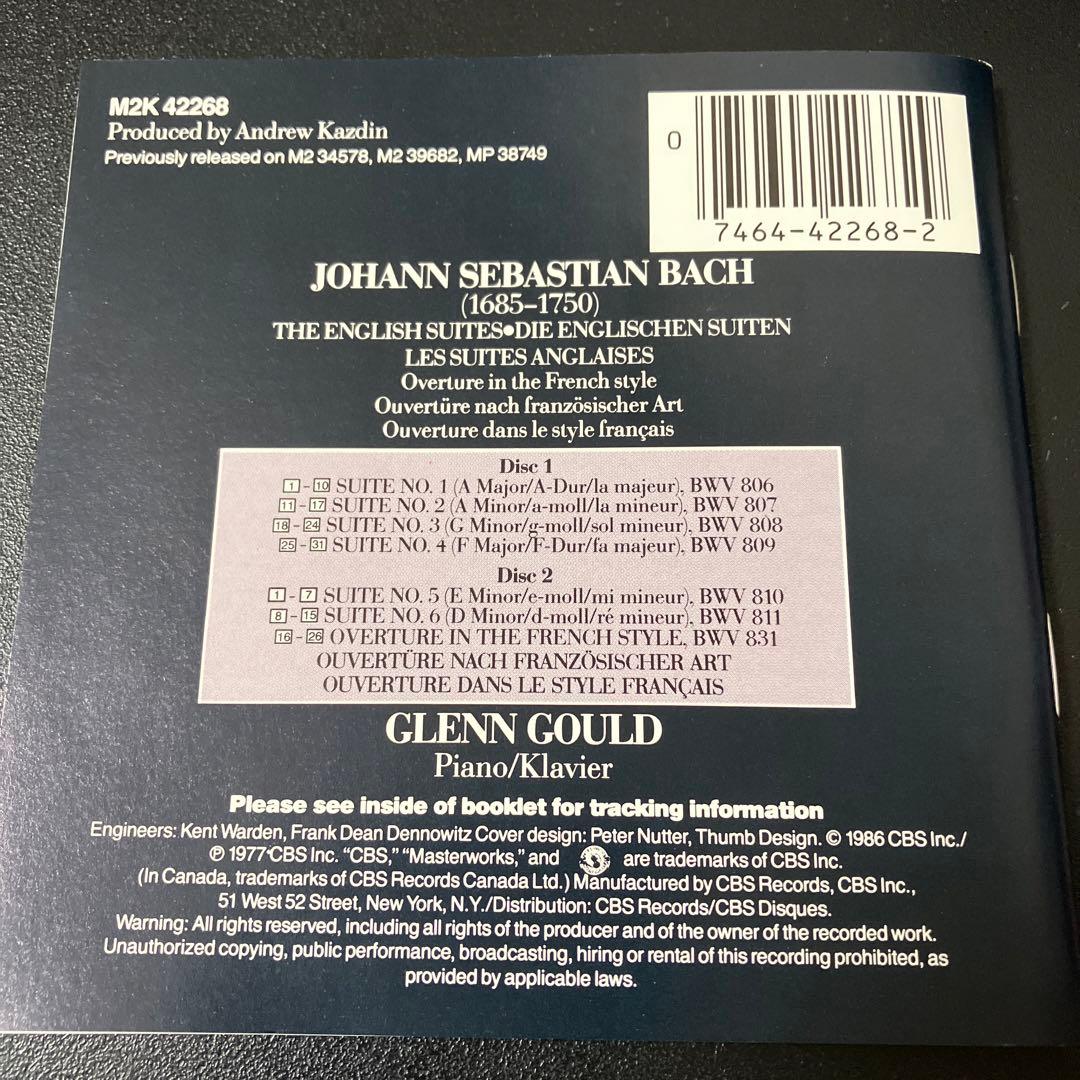 M2K 42268
Produced by Andrew Kazdin
Previously released on M2 34578, M2 39682, MP 38749
0
7464-42268-2
JOHANN SEBASTIAN BACH
(1685–1750)
THE ENGLISH SUITES•DIE ENGLISCHEN SUITEN
LES SUITES ANGLAISES
Overture in the French style
Ouvertüre nach französischer Art
Ouverture dans le style français
Disc 1
1-10 SUITE NO. 1 (A Major/A-Dur/la majeur), BWV 806
11-17 SUITE NO. 2 (A Minor/a-moll/la mineur), BWV 807
18-24 SUITE NO. 3 (G Minor/g-moll/sol mineur), BWV 808
25-31 SUITE NO. 4 (F Major/F-Dur/fa majeur), BWV 809
Disc 2
1-7 SUITE NO. 5 (E Minor/e-moll/mi mineur), BWV 810
8-15 SUITE NO. 6 (D Minor/d-moll/ré mineur), BWV 811
16-26 OVERTURE IN THE FRENCH STYLE, BWV 831
OUVERTÜRE NACH FRANZÖSISCHER ART
OUVERTURE DANS LE STYLE FRANÇAIS
GLENN GOULD
Piano/Klavier
Please see inside of booklet for tracking information
Engineers: Kent Warden, Frank Dean Dennowitz Cover design: Peter Nutter, Thumb Design. © 1986 CBS Inc./
℗ 1977 CBS Inc. "CBS," "Masterworks," and are trademarks of CBS Inc.
(In Canada, trademarks of CBS Records Canada Ltd.) Manufactured by CBS Records, CBS Inc.,
51 West 52 Street, New York, N.Y./Distribution: CBS Records/CBS Disques.
Warning: All rights reserved, including all rights of the producer and of the owner of the recorded work.
Unauthorized copying, public performance, broadcasting, hiring or rental of this recording prohibited, as
provided by applicable laws.